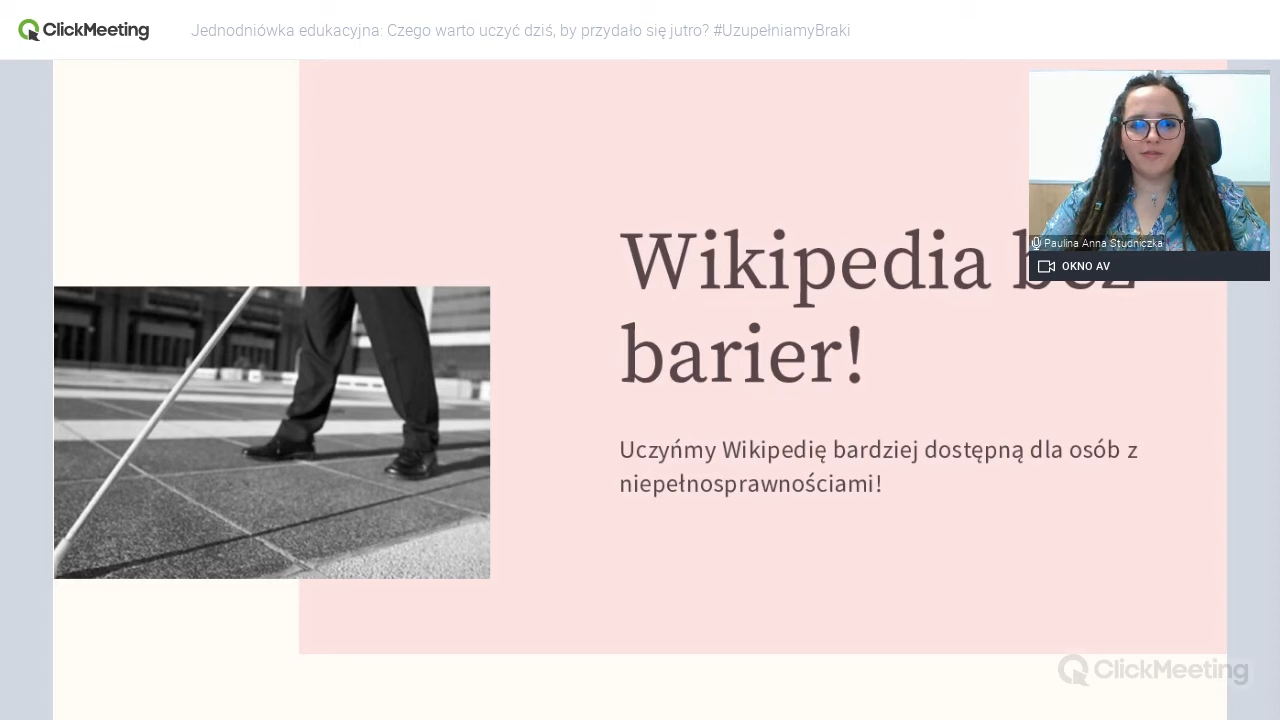 ClickMeeting
Jednodniówka edukacyjna: Czego warto uczyć dziś, by przydało się jutro? #UzupełniamyBraki
Paulina Anna Studniczka
OKNO AV
Wikipedia bez
barier!
Uczyńmy Wikipedię bardziej dostępną dla osób z
niepełnosprawnościami!
ClickMeeting